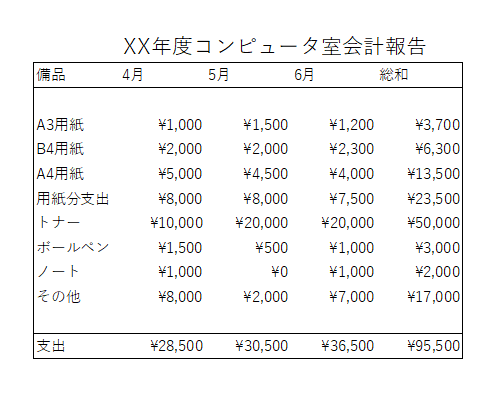 XX年度コンピュータ室会計報告
備品 4月 5月 6月 総和
A3用紙 ¥1,000 ¥1,500 ¥1,200 ¥3,700
B4用紙 ¥2,000 ¥2,000 ¥2,300 ¥6,300
A4用紙 ¥5,000 ¥4,500 ¥4,000 ¥13,500
用紙分支出 ¥8,000 ¥8,000 ¥7,500 ¥23,500
トナー ¥10,000 ¥20,000 ¥20,000 ¥50,000
ボールペン ¥1,500 ¥500 ¥1,000 ¥3,000
ノート ¥1,000 ¥0 ¥1,000 ¥2,000
その他 ¥8,000 ¥2,000 ¥7,000 ¥17,000
支出 ¥28,500 ¥30,500 ¥36,500 ¥95,500